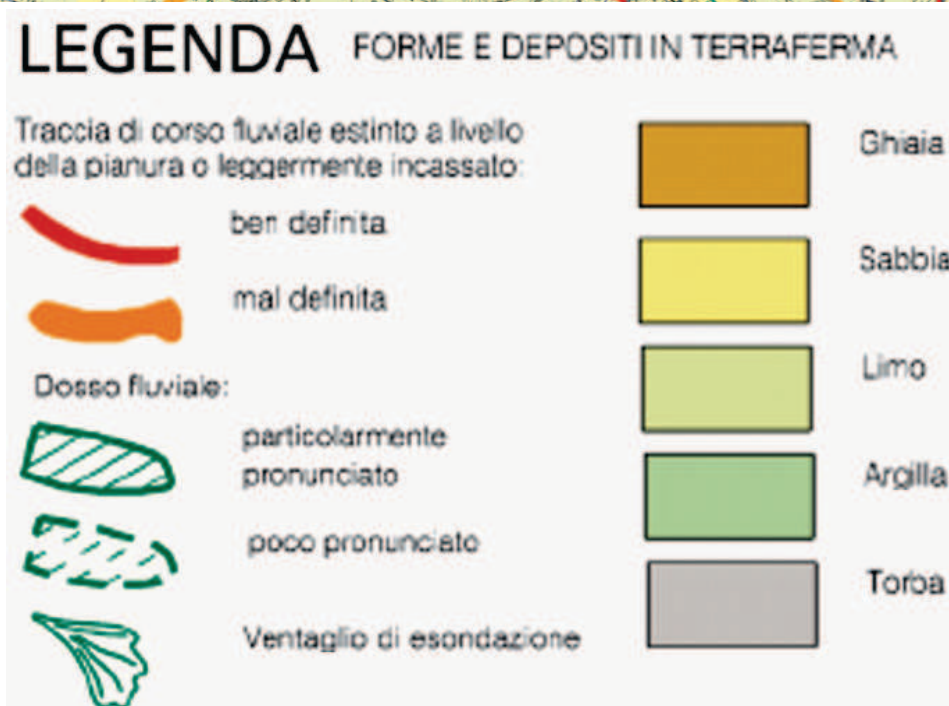 LEGENDA FORME E DEPOSITI IN TERRAFERMA
Traccia di corso fluviale estinto a livello
della pianura o leggermente incassato:
ben definita
mal definita
Dosso fluviale:
particolarmente
pronunciato
poco pronunciato
Ventaglio di esondazione
Ghiaia
Sabbia
Limo
Argilla
Torba